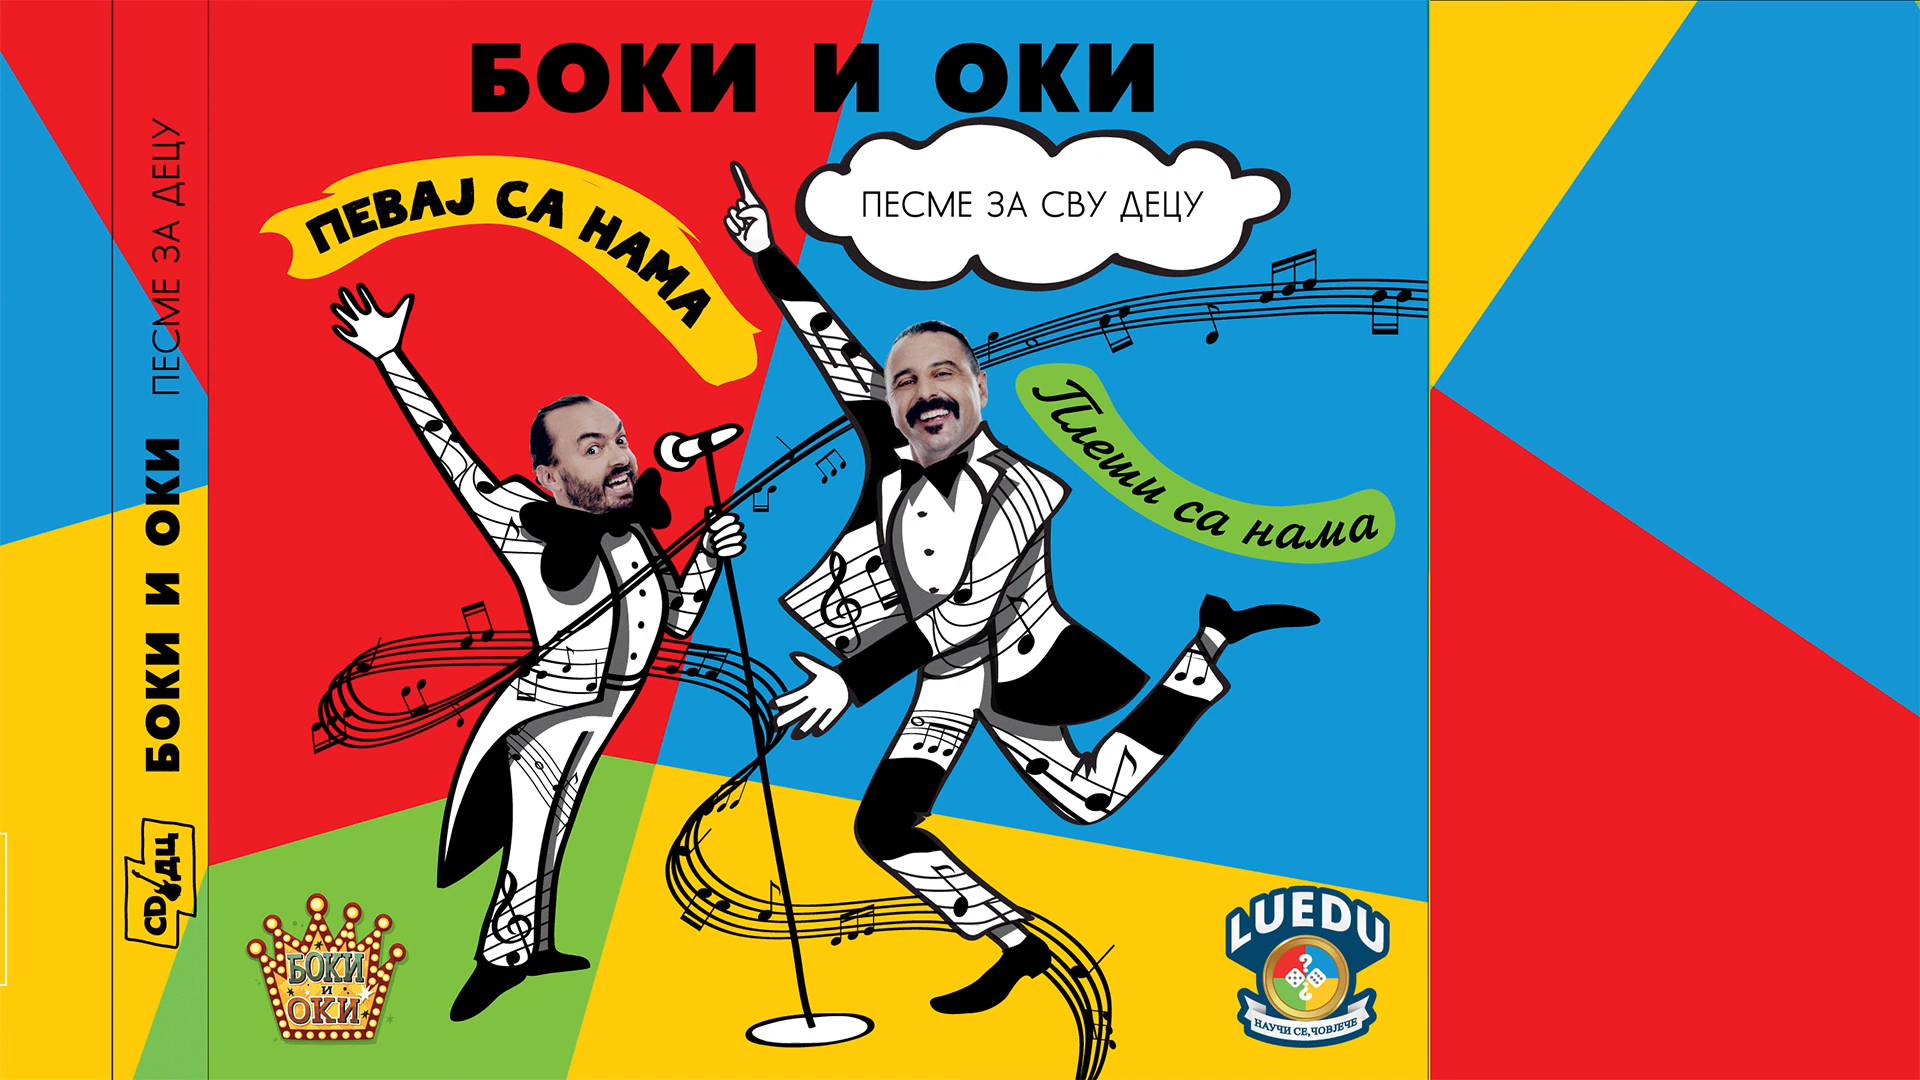 БОКИ И ОКИ
ПЕВАЈ СА НАМА
ПЕСМЕ ЗА СВУ ДЕЦУ
Плеши са нама
БОКИ И ОКИ ПЕСМЕ ЗА ДЕЦУ
CD ДЦ
БОКИ
И
ОКИ
LUEDU
НАУЧИ СЕ, ЧОВЈЕЧЕ